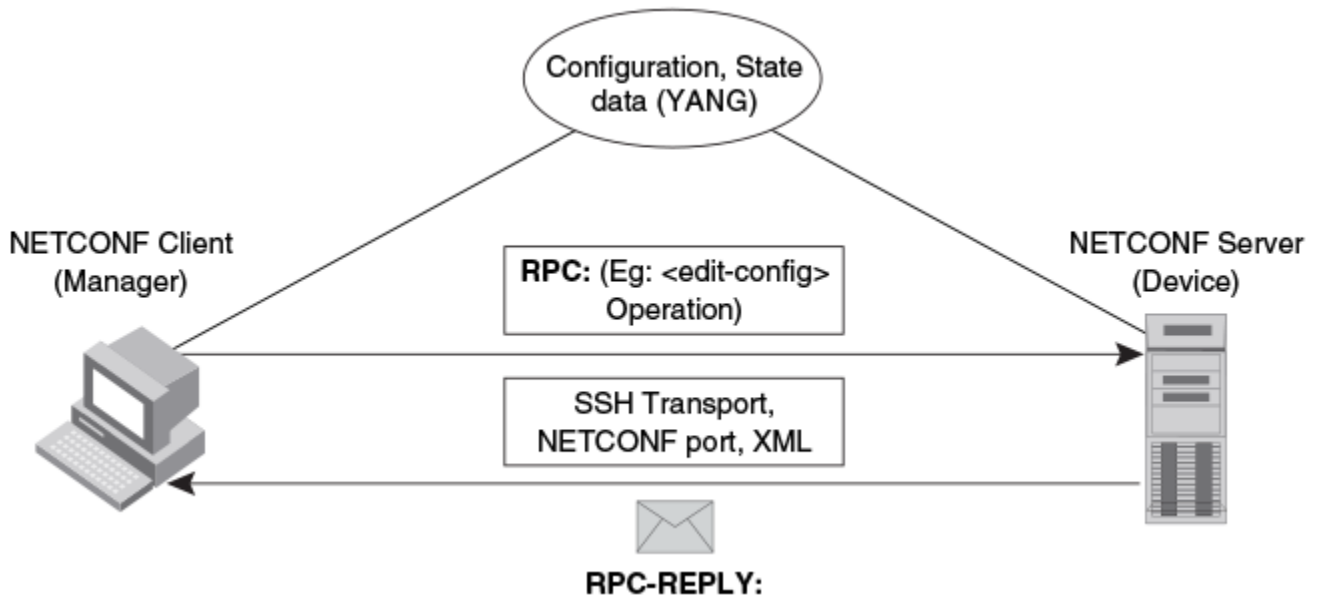 Configuration, State
data (YANG)
NETCONF Client
(Manager)
NETCONF Server
(Device)
RPC: (Eg: <edit-config>
Operation)
SSH Transport,
NETCONF port, XML
RPC-REPLY: